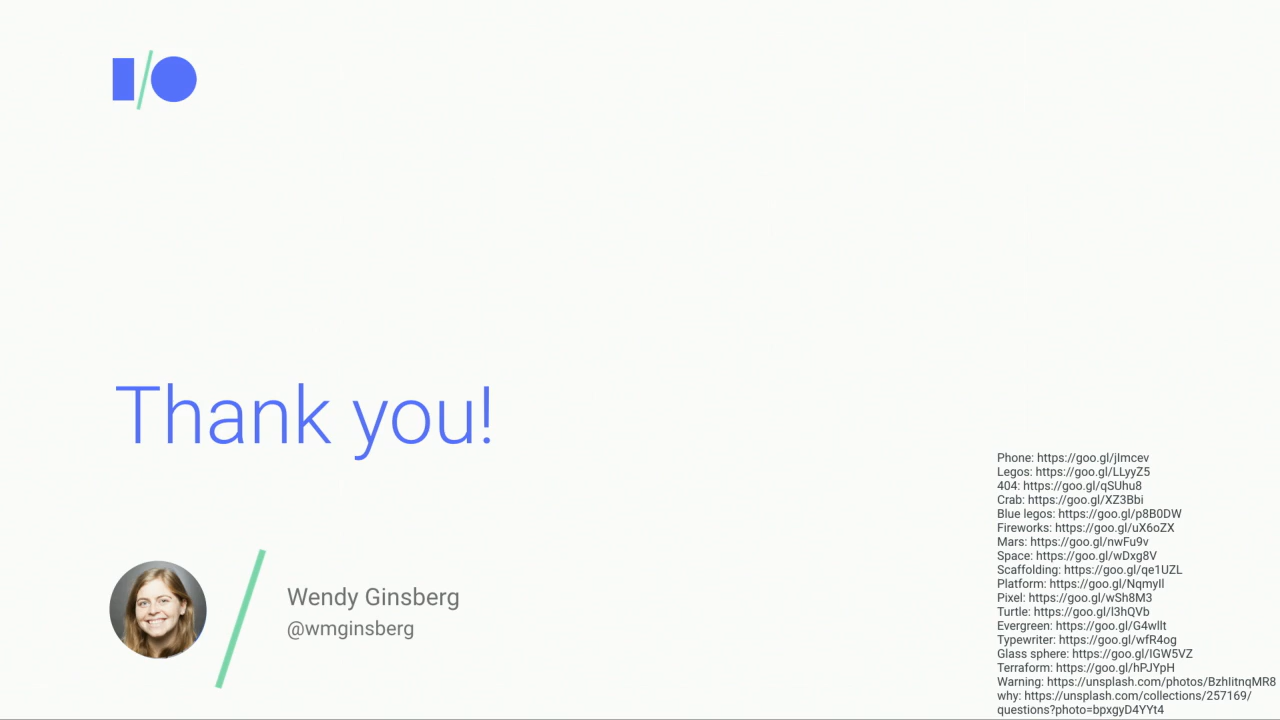 I/O
Thank you!
Wendy Ginsberg
@wmginsberg
Phone: https://goo.gl/jImcev
Legos: https://goo.gl/LLyyZ5
404: https://goo.gl/qSUhu8
Crab: https://goo.gl/XZ3Bbi
Blue legos: https://goo.gl/p8B0DW
Fireworks: https://goo.gl/uX6oZX
Mars: https://goo.gl/nwFu9v
Space: https://goo.gl/wDxg8V
Scaffolding: https://goo.gl/qe1UZL
Platform: https://goo.gl/NqmyIl
Pixel: https://goo.gl/wSh8M3
Turtle: https://goo.gl/l3hQVb
Evergreen: https://goo.gl/G4wllt
Typewriter: https://goo.gl/wfR4og
Glass sphere: https://goo.gl/IGW5VZ
Terraform: https://goo.gl/hPJYpH
Warning: https://unsplash.com/photos/BzhIitnqMR8
why: https://unsplash.com/collections/257169/
questions?photo=bpxgyD4YYt4